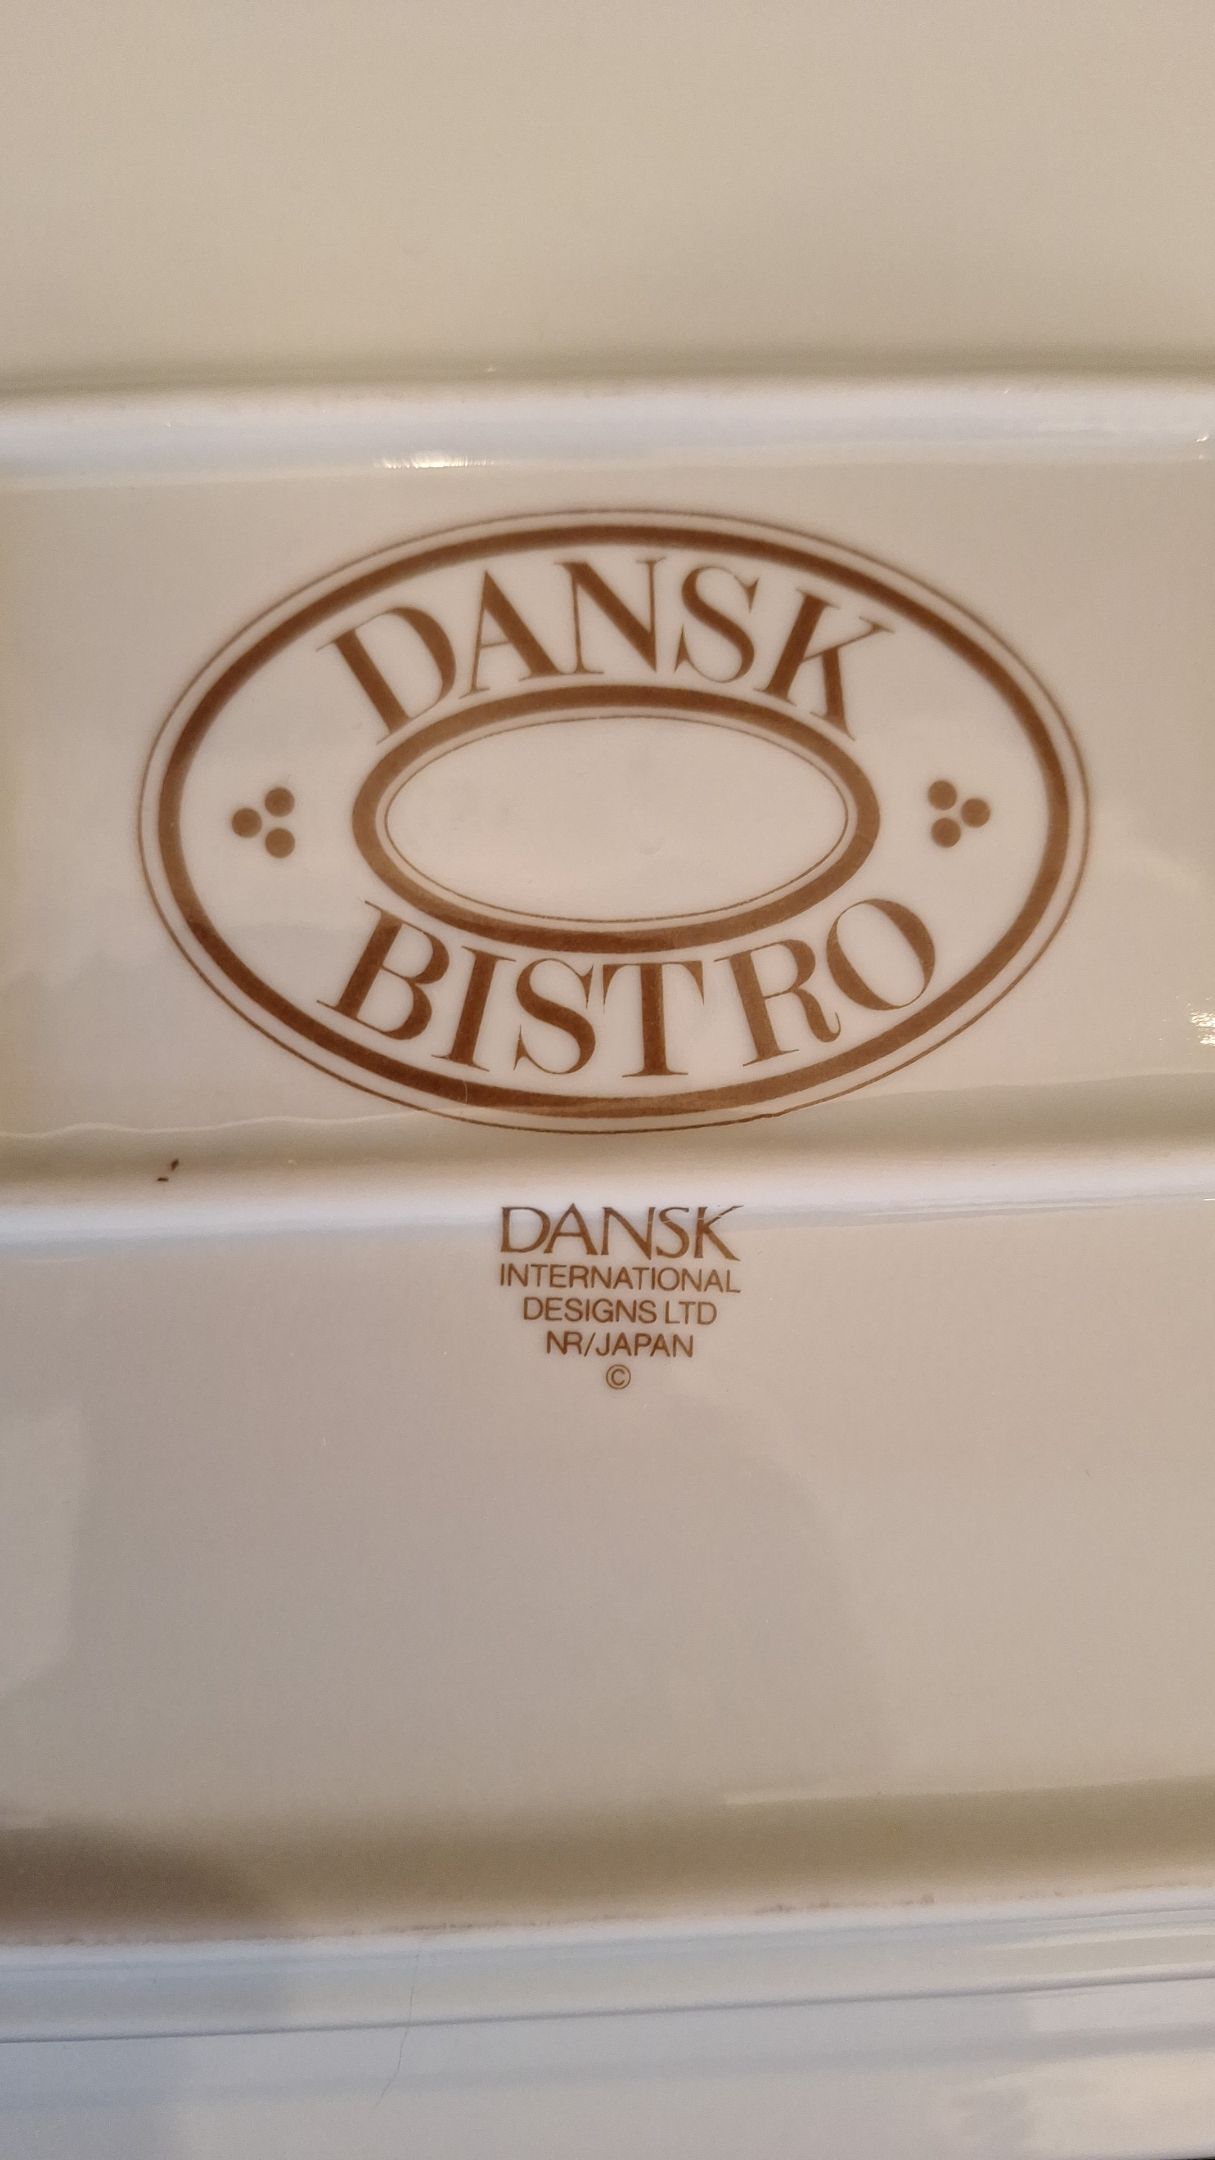 DANSK
BISTRO
DANSK
INTERNATIONAL
DESIGNS LTD
NR/JAPAN
©